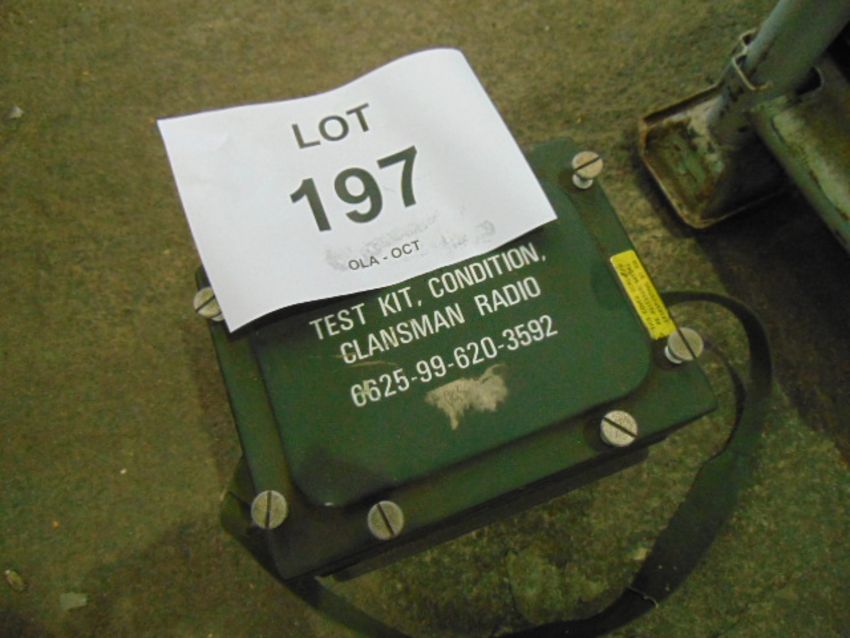 LOT
197
OLA - OCT
TEST KIT, CONDITION,
CLANSMAN RADIO
6625-99-620-3592